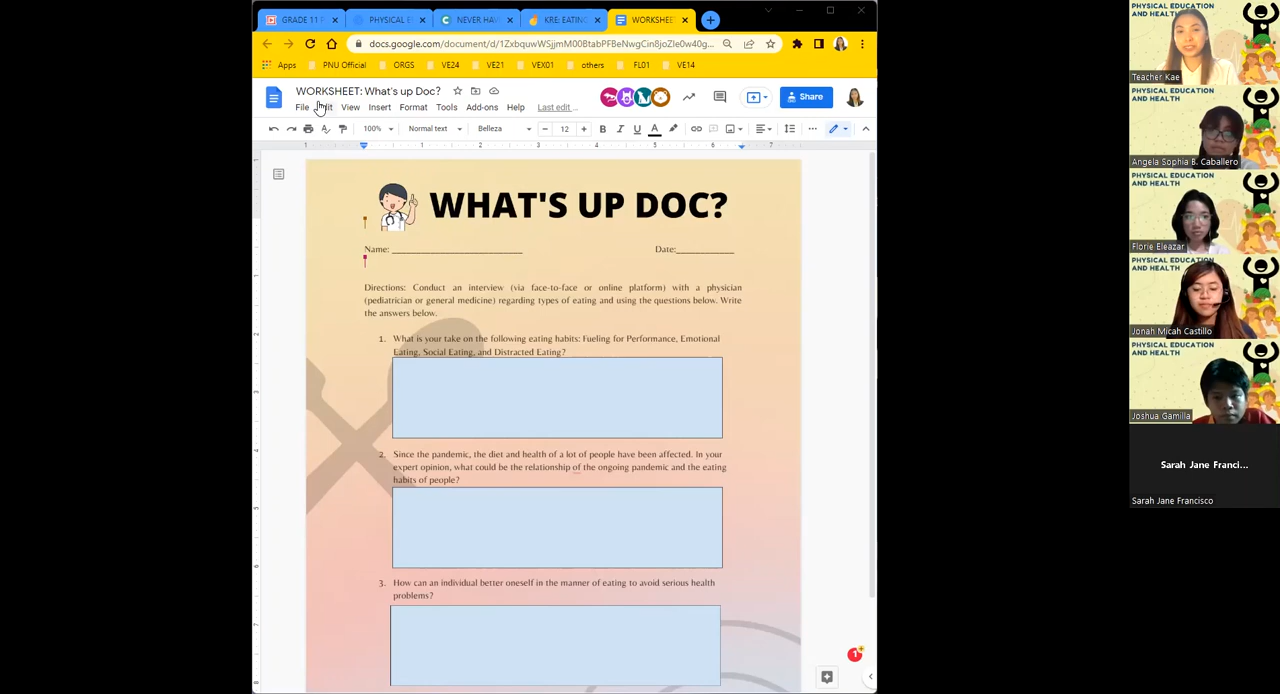 GRADE 11 P
PHYSICAL E
NEVER HAV
KRE: EATING
WORKSHEET
docs.google.com/document/d/1ZxbquwWSjjmM00BtabPFBeNwgCin8joZIe0w40g...
Apps
PNU Official
ORGS
VE24
VE21
VEX01
others
FL01
VE14
WORKSHEET: What's up Doc?
File
View
Insert
Format
Tools
Add-ons
Help
Last edit ...
Share
100%
Normal text
Belleza
12
WHAT'S UP DOC?
Name: ____________________________ Date:_____________
Directions: Conduct an interview (via face-to-face or online platform) with a physician
(pediatrician or general medicine) regarding types of eating and using the questions below. Write
the answers below.
1. What is your take on the following eating habits: Fueling for Performance, Emotional
Eating, Social Eating, and Distracted Eating?
2. Since the pandemic, the diet and health of a lot of people have been affected. In your
expert opinion, what could be the relationship of the ongoing pandemic and the eating
habits of people?
3. How can an individual better oneself in the manner of eating to avoid serious health
problems?
1
PHYSICAL EDUCATION
AND HEALTH
Teacher Kae
PHYSICAL EDUCATION
AND HEALTH
Angela Sophia B. Caballero
PHYSICAL EDUCATION
AND HEALTH
Florie Eleazar
PHYSICAL EDUCATION
AND HEALTH
Jonah Micah Castillo
PHYSICAL EDUCATION
AND HEALTH
Joshua Gamilla
Sarah Jane Franci...
Sarah Jane Francisco